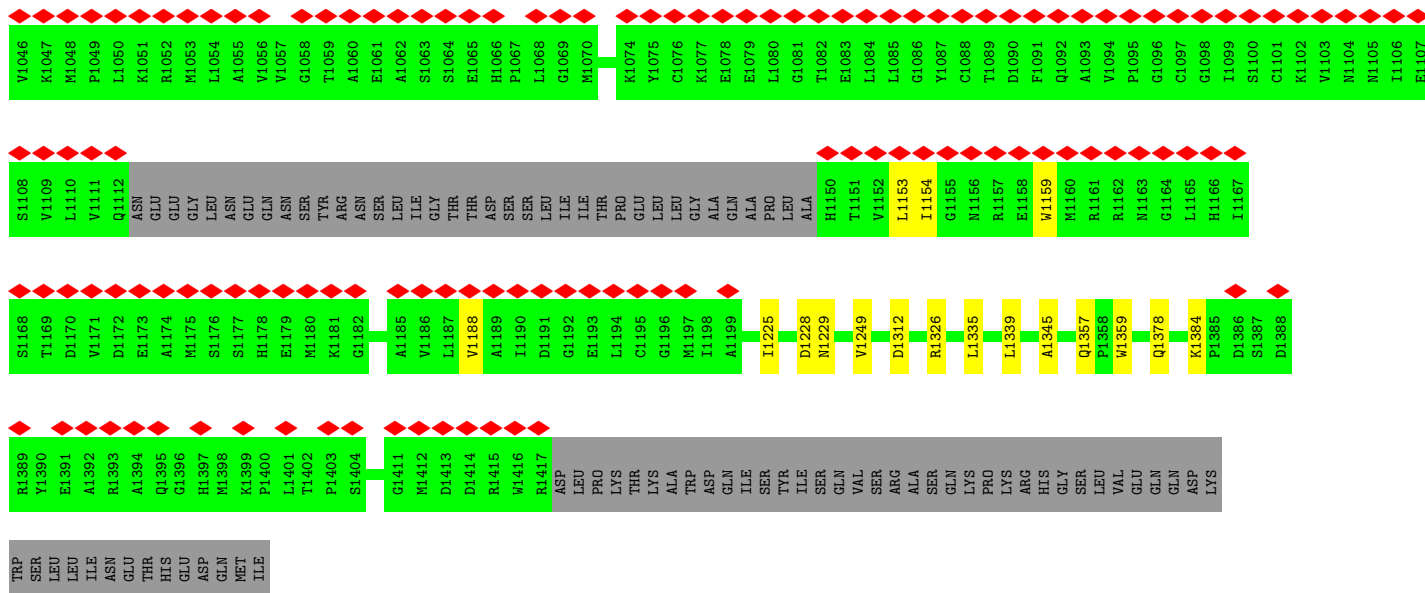 V1046 K1047 M1048 P1049 L1050 K1051 R1052 M1053 L1054 A1055 V1056 V1057 G1058 T1059 A1060 E1061 A1062 S1063 S1064 E1065 H1066 P1067 L1068 G1069 M1070 K1074 Y1075 C1076 K1077 E1078 E1079 L1080 G1081 T1082 E1083 L1084 L1085 G1086 Y1087 C1088 T1089 D1090 F1091 Q1092 A1093 V1094 P1095 G1096 C1097 G1098 I1099 S1100 C1101 K1102 V1103 N1104 N1105 I1106 E1107
S1108 V1109 L1110 V1111 Q1112 ASN GLU GLU GLY LEU ASN GLU GLN ASN SER TYR ARG ASN SER LEU ILE GLY THR THR ASP SER SER LEU ILE ILE THR PRO GLU LEU LEU GLY ALA GLN ALA PRO LEU ALA H1150 T1151 V1152 L1153 I1154 G1155 N1156 R1157 E1158 W1159 M1160 R1161 R1162 N1163 G1164 L1165 H1166 I1167
S1168 T1169 D1170 V1171 D1172 E1173 A1174 M1175 S1176 S1177 H1178 E1179 M1180 K1181 G1182 A1185 V1186 L1187 V1188 A1189 I1190 D1191 G1192 E1193 L1194 C1195 G1196 M1197 I1198 A1199 I1225 D1228 N1229 V1249 D1312 R1326 L1335 L1339 A1345 Q1357 P1358 W1359 Q1378 K1384 P1385 D1386 S1387 D1388
R1389 Y1390 E1391 A1392 R1393 A1394 Q1395 G1396 H1397 M1398 K1399 P1400 L1401 T1402 P1403 S1404 G1411 M1412 D1413 D1414 R1415 W1416 R1417 ASP LEU PRO LYS THR LYS ALA TRP ASP GLN ILE SER TYR ILE SER GLN VAL SER ARG ALA SER GLN LYS PRO LYS ARG HIS GLY SER LEU VAL GLU GLN GLN ASP LYS
TRP SER LEU LEU ILE ASN GLU THR HIS GLU ASP GLN MET ILE